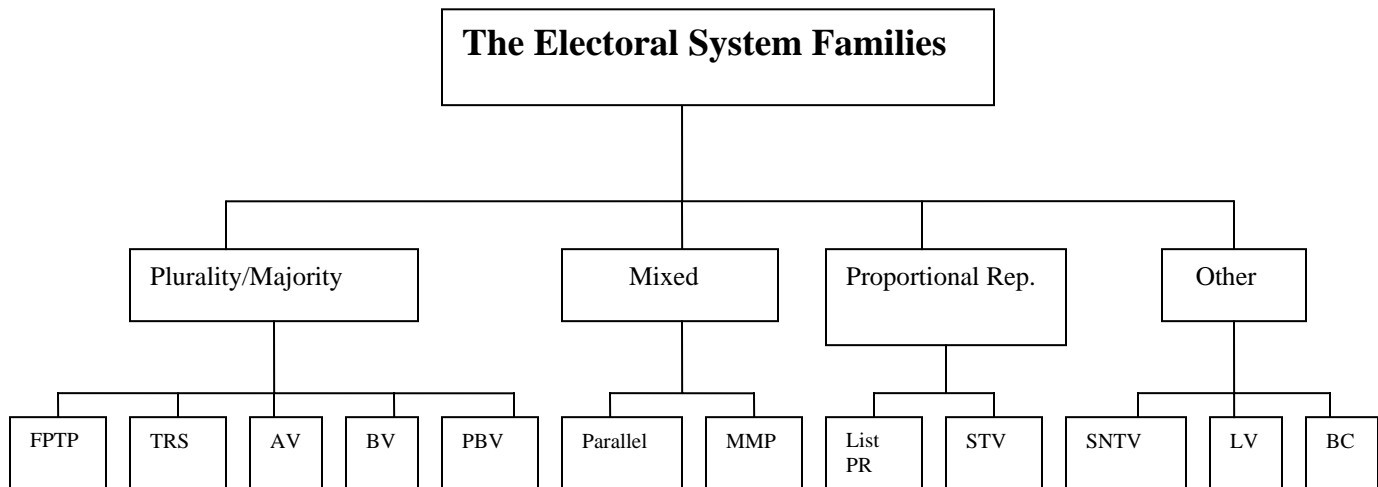 The Electoral System Families
Plurality/Majority
Mixed
Proportional Rep.
Other
FPTP
TRS
AV
BV
PBV
Parallel
MMP
List
PR
STV
SNTV
LV
BC